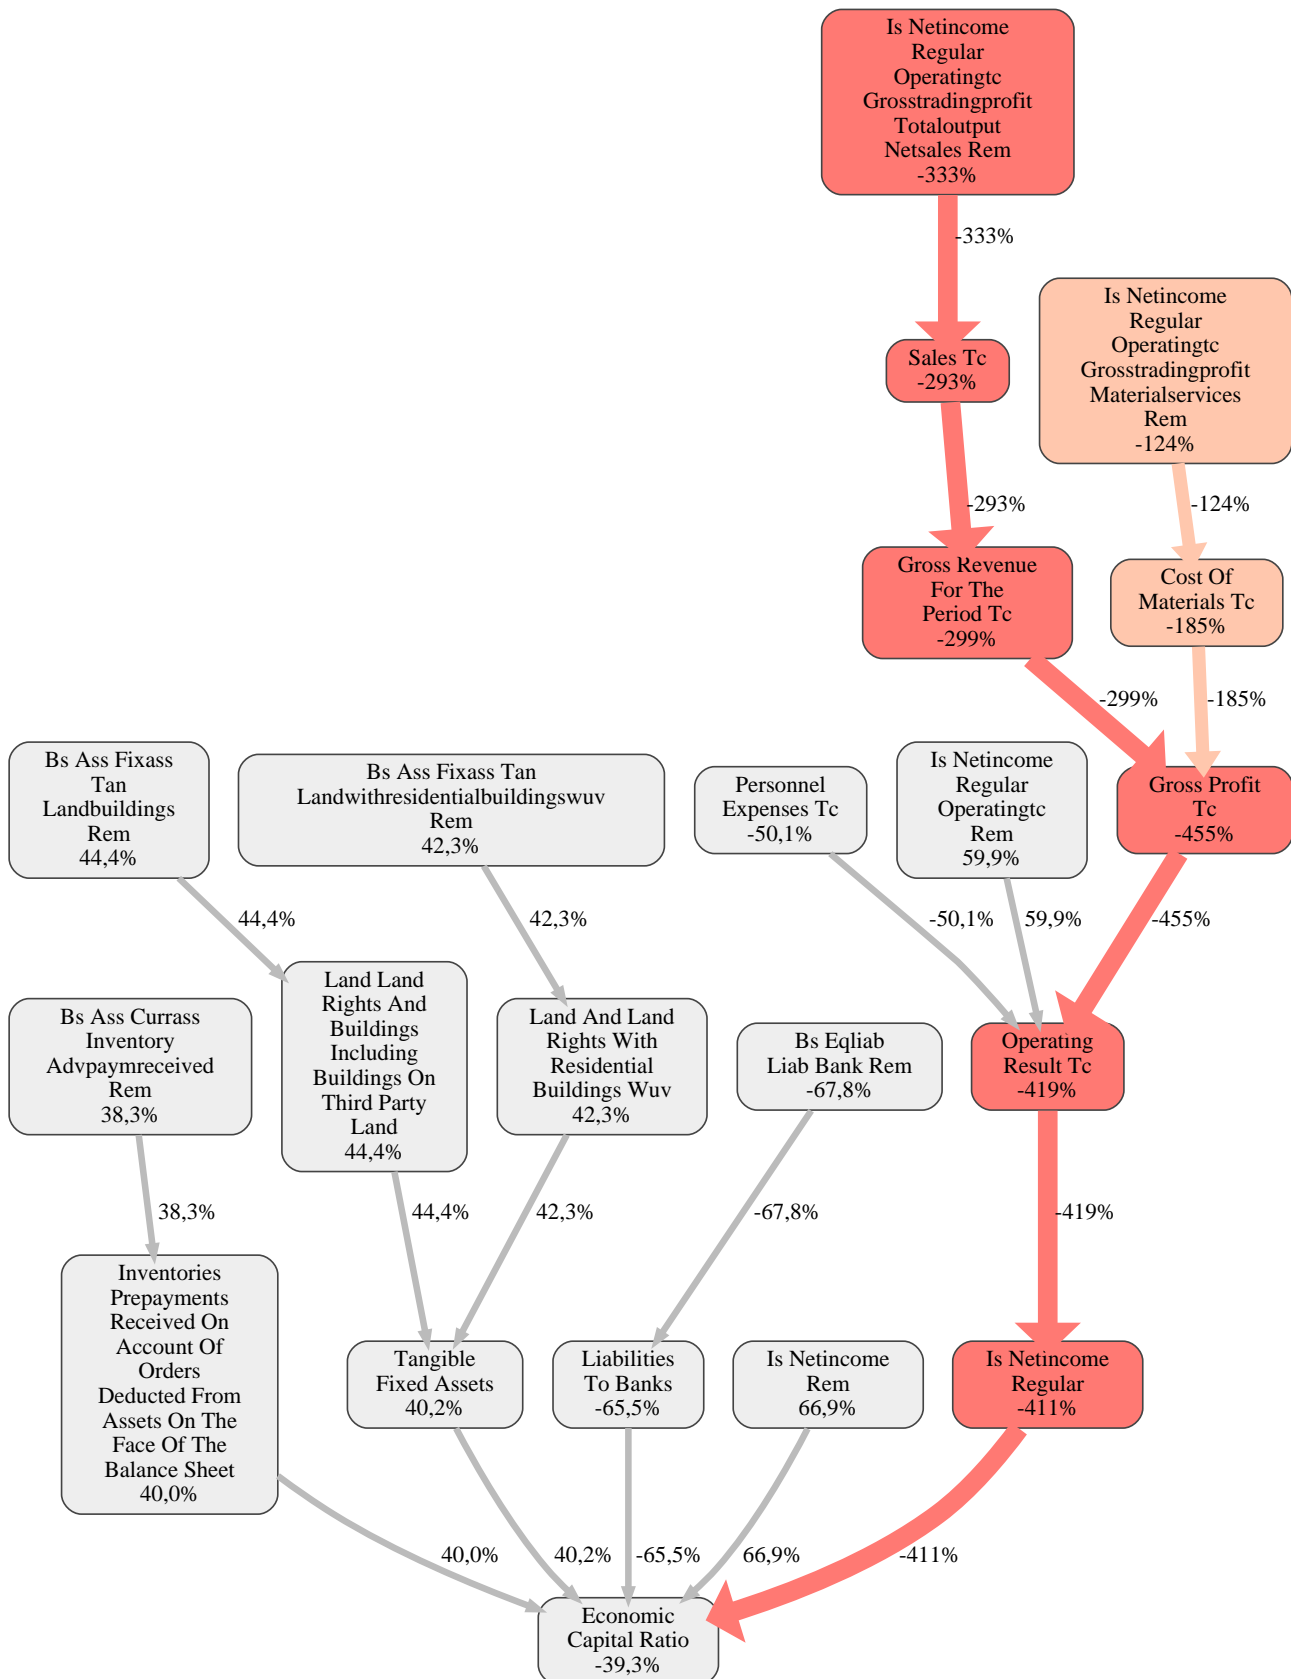 Is Netincome
Regular
Operatingtc
Grosstradingprofit
Totaloutput
Netsales Rem
-333%
-333%
Is Netincome
Regular
Operatingtc
Grosstradingprofit
Materialservices
Rem
-124%
Sales Tc
-293%
-293%
-124%
Gross Revenue
For The
Period Tc
-299%
Cost Of
Materials Tc
-185%
-299%
-185%
Bs Ass Fixass
Tan
Landbuildings
Rem
44,4%
Bs Ass Fixass Tan
Landwithresidentialbuildingswuv
Rem
42,3%
Personnel
Expenses Tc
-50,1%
Is Netincome
Regular
Operatingtc
Rem
59,9%
Gross Profit
Tc
-455%
44,4%
42,3%
-50,1%
59,9%
-455%
Bs Ass Currass
Inventory
Advpaymreceived
Rem
38,3%
Land Land
Rights And
Buildings
Including
Buildings On
Third Party
Land
44,4%
Land And Land
Rights With
Residential
Buildings Wuv
42,3%
Bs Eqliab
Liab Bank Rem
-67,8%
Operating
Result Tc
-419%
38,3%
44,4%
42,3%
-67,8%
-419%
Inventories
Prepayments
Received On
Account Of
Orders
Deducted From
Assets On The
Face Of The
Balance Sheet
40,0%
Tangible
Fixed Assets
40,2%
Liabilities
To Banks
-65,5%
Is Netincome
Rem
66,9%
Is Netincome
Regular
-411%
40,0%
40,2%
-65,5%
66,9%
-411%
Economic
Capital Ratio
-39,3%